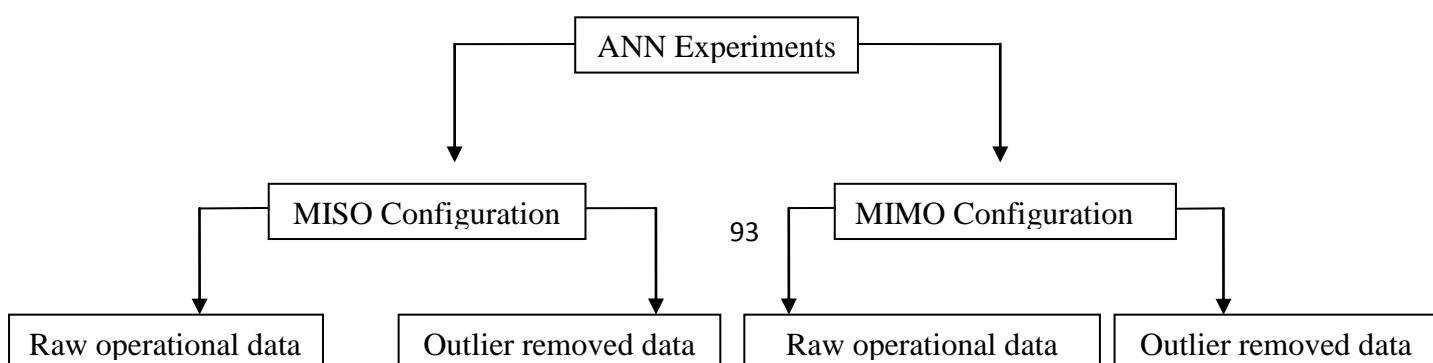 ANN Experiments
MISO Configuration
MIMO Configuration
93
Raw operational data
Outlier removed data
Raw operational data
Outlier removed data